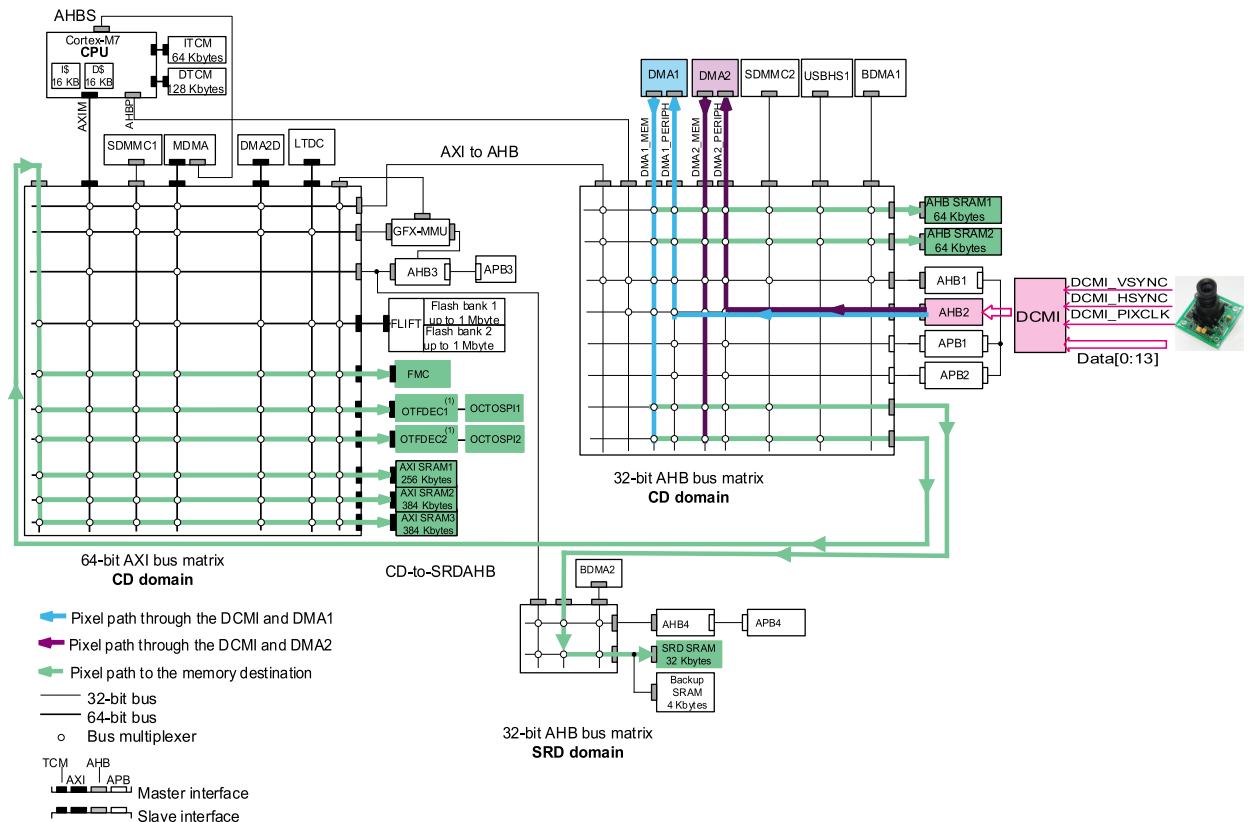 AHBS
Cortex-M7
CPU
I$
16 KB
D$
16 KB
ITCM
64 Kbytes
DTCM
128 Kbytes
AXIM
AHBP
SDMMC1
MDMA
DMA2D
LTDC
AXI to AHB
DMA1
DMA2
SDMMC2
USBHS1
BDMA1
DMA1_MEM
DMA1_PERIPH
DMA2_MEM
DMA2_PERIPH
GFX-MMU
AHB3
APB3
FLIFT
Flash bank 1
up to 1 Mbyte
Flash bank 2
up to 1 Mbyte
FMC
OTFDEC1(1)
OCTOSPI1
OTFDEC2(1)
OCTOSPI2
AXI SRAM1
256 Kbytes
AXI SRAM2
384 Kbytes
AXI SRAM3
384 Kbytes
AHB SRAM1
64 Kbytes
AHB SRAM2
64 Kbytes
AHB1
AHB2
APB1
APB2
DCMI
DCMI_VSYNC
DCMI_HSYNC
DCMI_PIXCLK
Data[0:13]
64-bit AXI bus matrix
CD domain
32-bit AHB bus matrix
CD domain
CD-to-SRDAHB
BDMA2
AHB4
APB4
SRD SRAM
32 Kbytes
Backup
SRAM
4 Kbytes
32-bit AHB bus matrix
SRD domain
Pixel path through the DCMI and DMA1
Pixel path through the DCMI and DMA2
Pixel path to the memory destination
32-bit bus
64-bit bus
Bus multiplexer
TCM
AHB
AXI
APB
Master interface
Slave interface